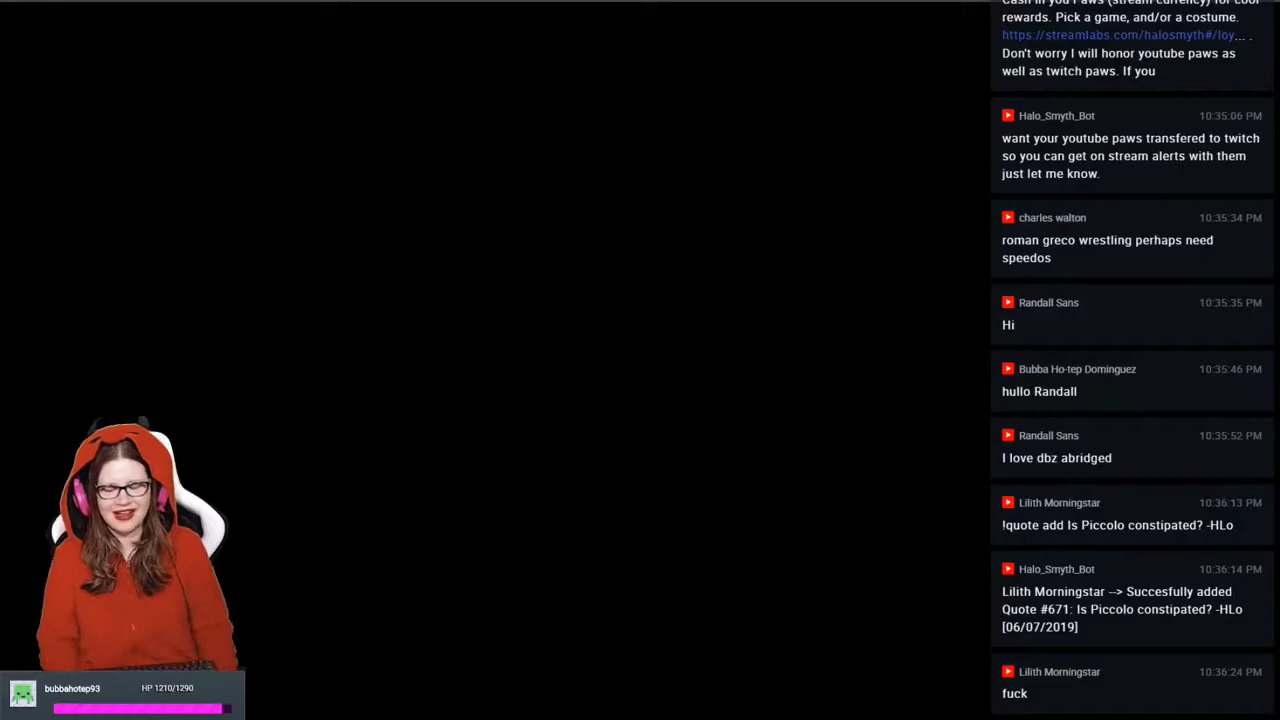 Cash in you Paws (stream currency) for cool
rewards. Pick a game, and/or a costume.
https://streamlabs.com/halosmyth#/loy... .
Don't worry I will honor youtube paws as
well as twitch paws. If you
Halo_Smyth_Bot 10:35:06 PM
want your youtube paws transfered to twitch
so you can get on stream alerts with them
just let me know.
charles walton 10:35:34 PM
roman greco wrestling perhaps need
speedos
Randall Sans 10:35:35 PM
Hi
Bubba Ho-tep Dominguez 10:35:46 PM
hullo Randall
Randall Sans 10:35:52 PM
I love dbz abridged
Lilith Morningstar 10:36:13 PM
!quote add Is Piccolo constipated? -HLo
Halo_Smyth_Bot 10:36:14 PM
Lilith Morningstar --> Succesfully added
Quote #671: Is Piccolo constipated? -HLo
[06/07/2019]
Lilith Morningstar 10:36:24 PM
fuck
bubbahotep93 HP 1210/1290